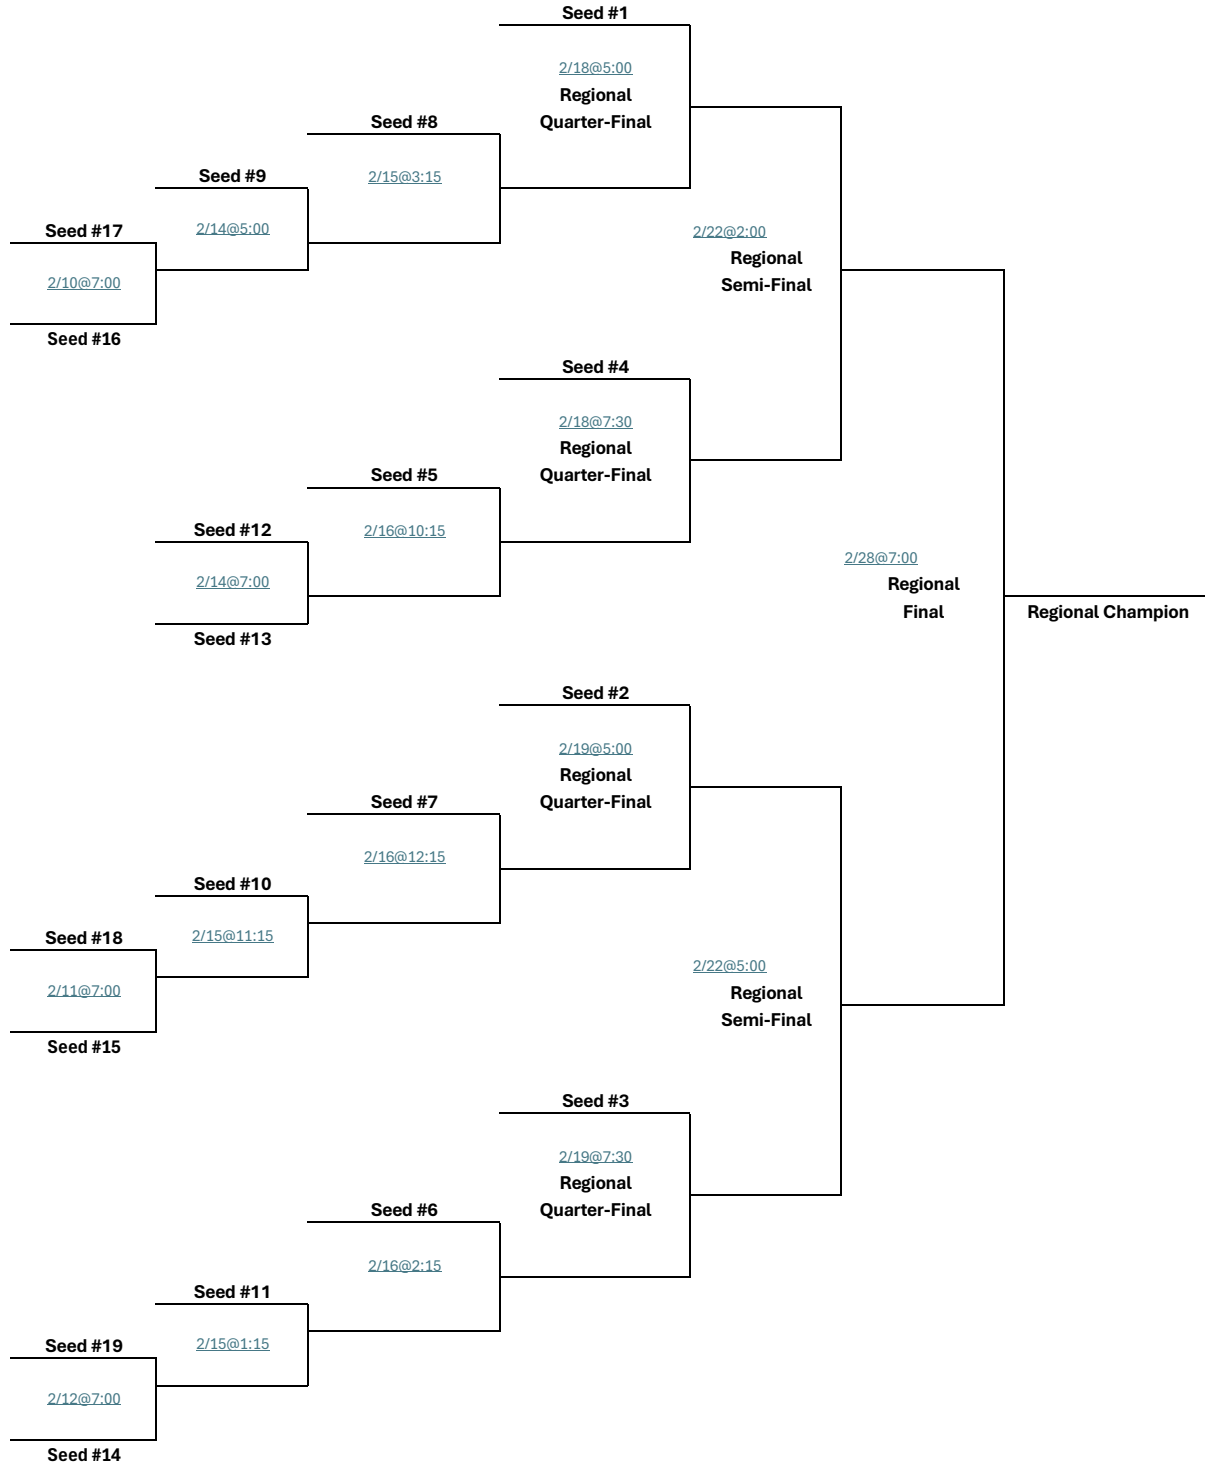 Seed #1
2/18@5:00
Regional
Quarter-Final
Seed #8
2/15@3:15
Seed #9
2/14@5:00
Seed #17
2/10@7:00
Seed #16
2/22@2:00
Regional
Semi-Final
Seed #4
2/18@7:30
Regional
Quarter-Final
Seed #5
2/16@10:15
Seed #12
2/14@7:00
Seed #13
2/28@7:00
Regional
Final
Regional Champion
Seed #2
2/19@5:00
Regional
Quarter-Final
Seed #7
2/16@12:15
Seed #10
2/15@11:15
Seed #18
2/11@7:00
Seed #15
2/22@5:00
Regional
Semi-Final
Seed #3
2/19@7:30
Regional
Quarter-Final
Seed #6
2/16@2:15
Seed #11
2/15@1:15
Seed #19
2/12@7:00
Seed #14